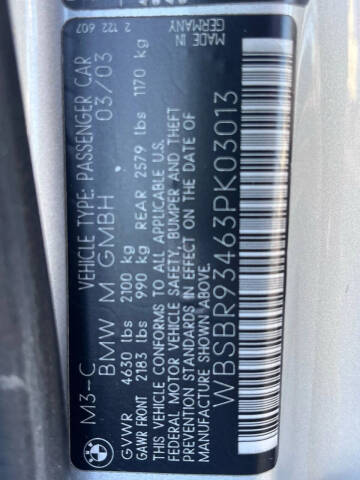 M3-C VEHICLE TYPE: PASSENGER CAR 2 122 607
BMW M GMBH 03/03
GVWR 4630 lbs 2100 kg
GAWR FRONT 2183 lbs 990 kg REAR 2579 lbs 1170 kg
THIS VEHICLE CONFORMS TO ALL APPLICABLE U.S.
FEDERAL MOTOR VEHICLE SAFETY, BUMPER AND THEFT
PREVENTION STANDARDS IN EFFECT ON THE DATE OF
MANUFACTURE SHOWN ABOVE. MADE IN
GERMANY
WBSBR93463PK03013